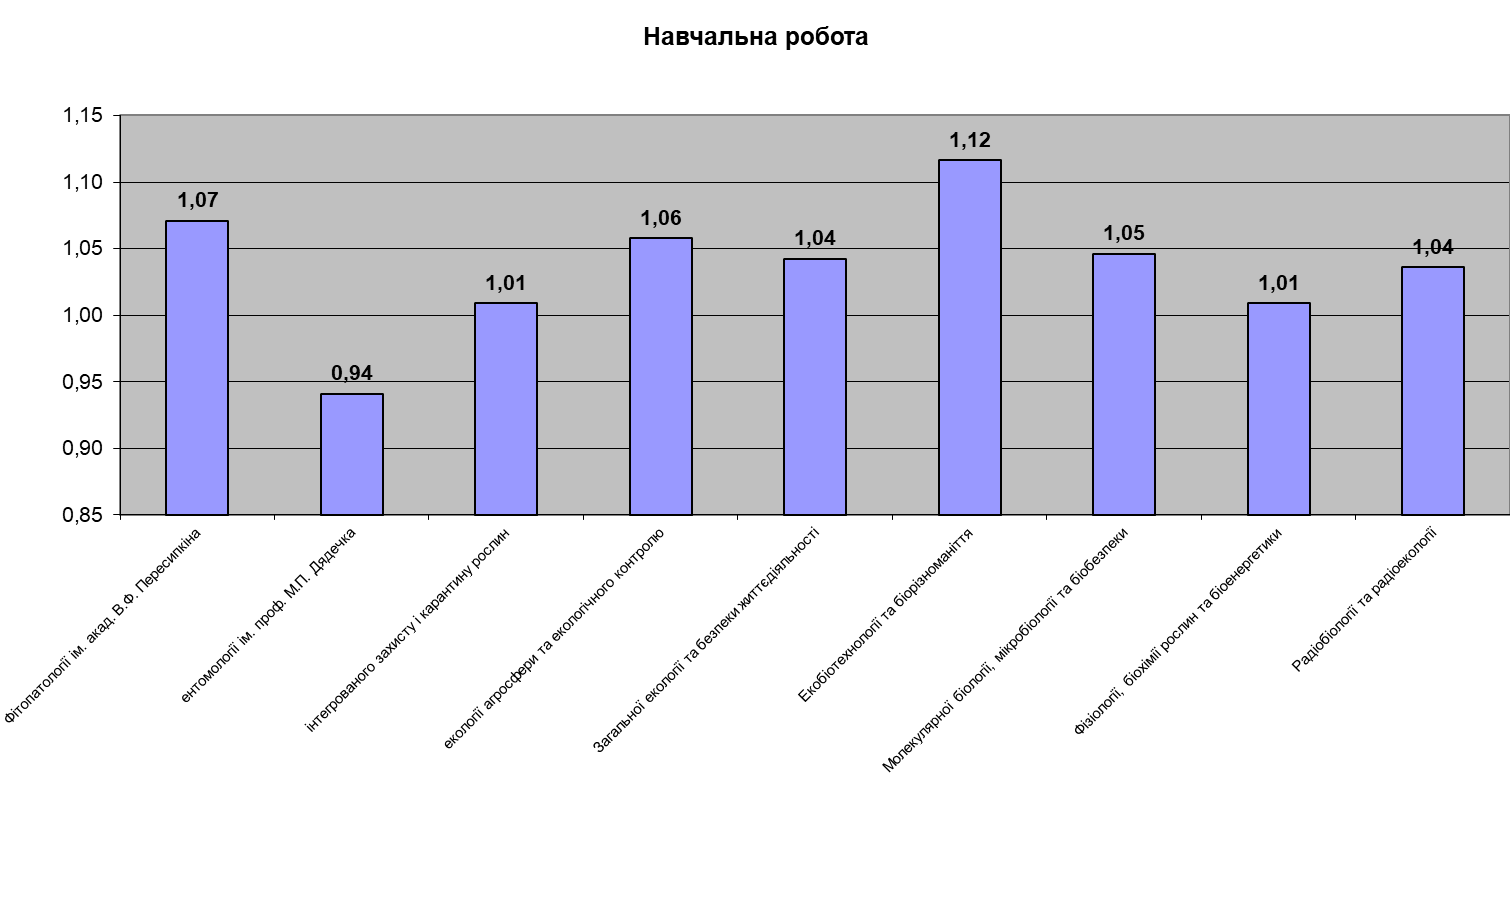 Навчальна робота
1,15
1,10
1,05
1,00
0,95
0,90
0,85
1,07
0,94
1,01
1,06
1,04
1,12
1,05
1,01
1,04
Фітопатології ім. акад. В.Ф. Пересипкіна
ентомології ім. проф. М.П. Дядечка
інтегрованого захисту і карантину рослин
екології агросфери та екологічного контролю
Загальної екології та безпеки життєдіяльності
Екобіотехнології та біорізноманіття
Молекулярної біології, мікробіології та біобезпеки
Фізіології, біохімії рослин та біоенергетики
Радіобіології та радіоекології